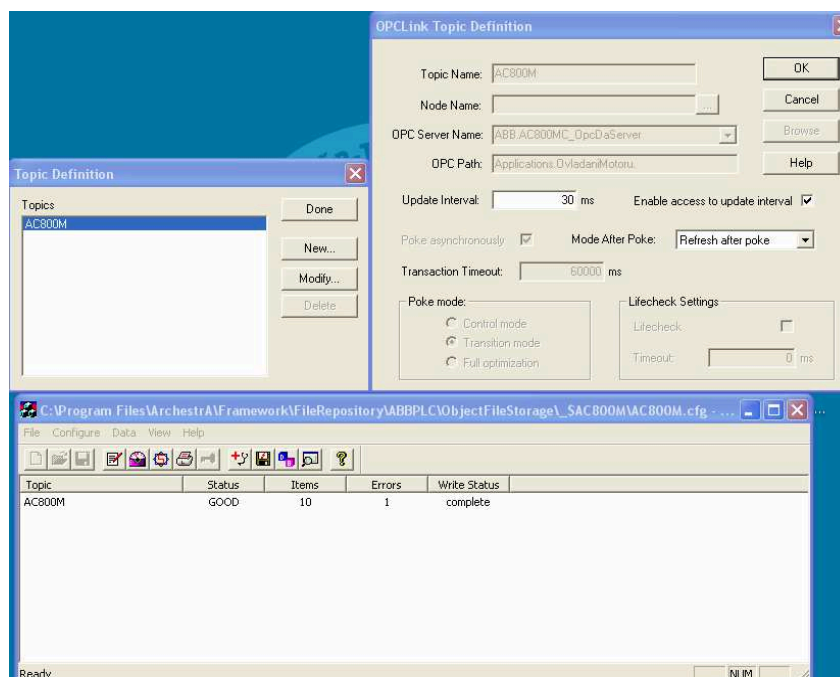 OPCLink Topic Definition
Topic Name: AC800M
OK
Node Name: ...
Cancel
OPC Server Name: ABB.AC800MC_OpcDaServer
Browse
OPC Path: Applications.OvladaniMotoru.
Help
Update Interval: 30 ms Enable access to update interval
Poke asynchronously Mode After Poke: Refresh after poke
Transaction Timeout: 60000 ms
Poke mode:
Control mode
Transition mode
Full optimization
Lifecheck Settings
Lifecheck
Timeout: 0 ms
Topic Definition
Topics
AC800M
Done
New...
Modify...
Delete
C:\Program Files\ArchestrA\Framework\FileRepository\ABBPLC\ObjectFileStorage\_SAC800M\AC800M.cfg - ...
...
File Configure Data View Help
Topic Status Items Errors Write Status
AC800M GOOD 10 1 complete
Ready NUM